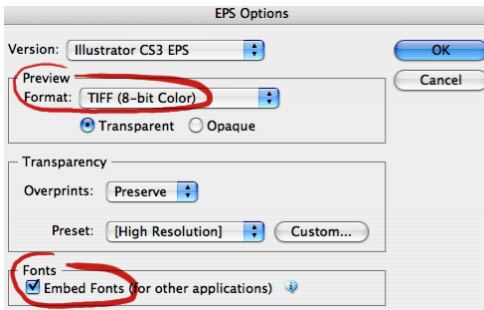 EPS Options
Version: Illustrator CS3 EPS
OK
Preview
Cancel
Format: TIFF (8-bit Color)
Transparent Opaque
Transparency
Overprints: Preserve
Preset: [High Resolution] Custom...
Fonts
Embed Fonts (for other applications)